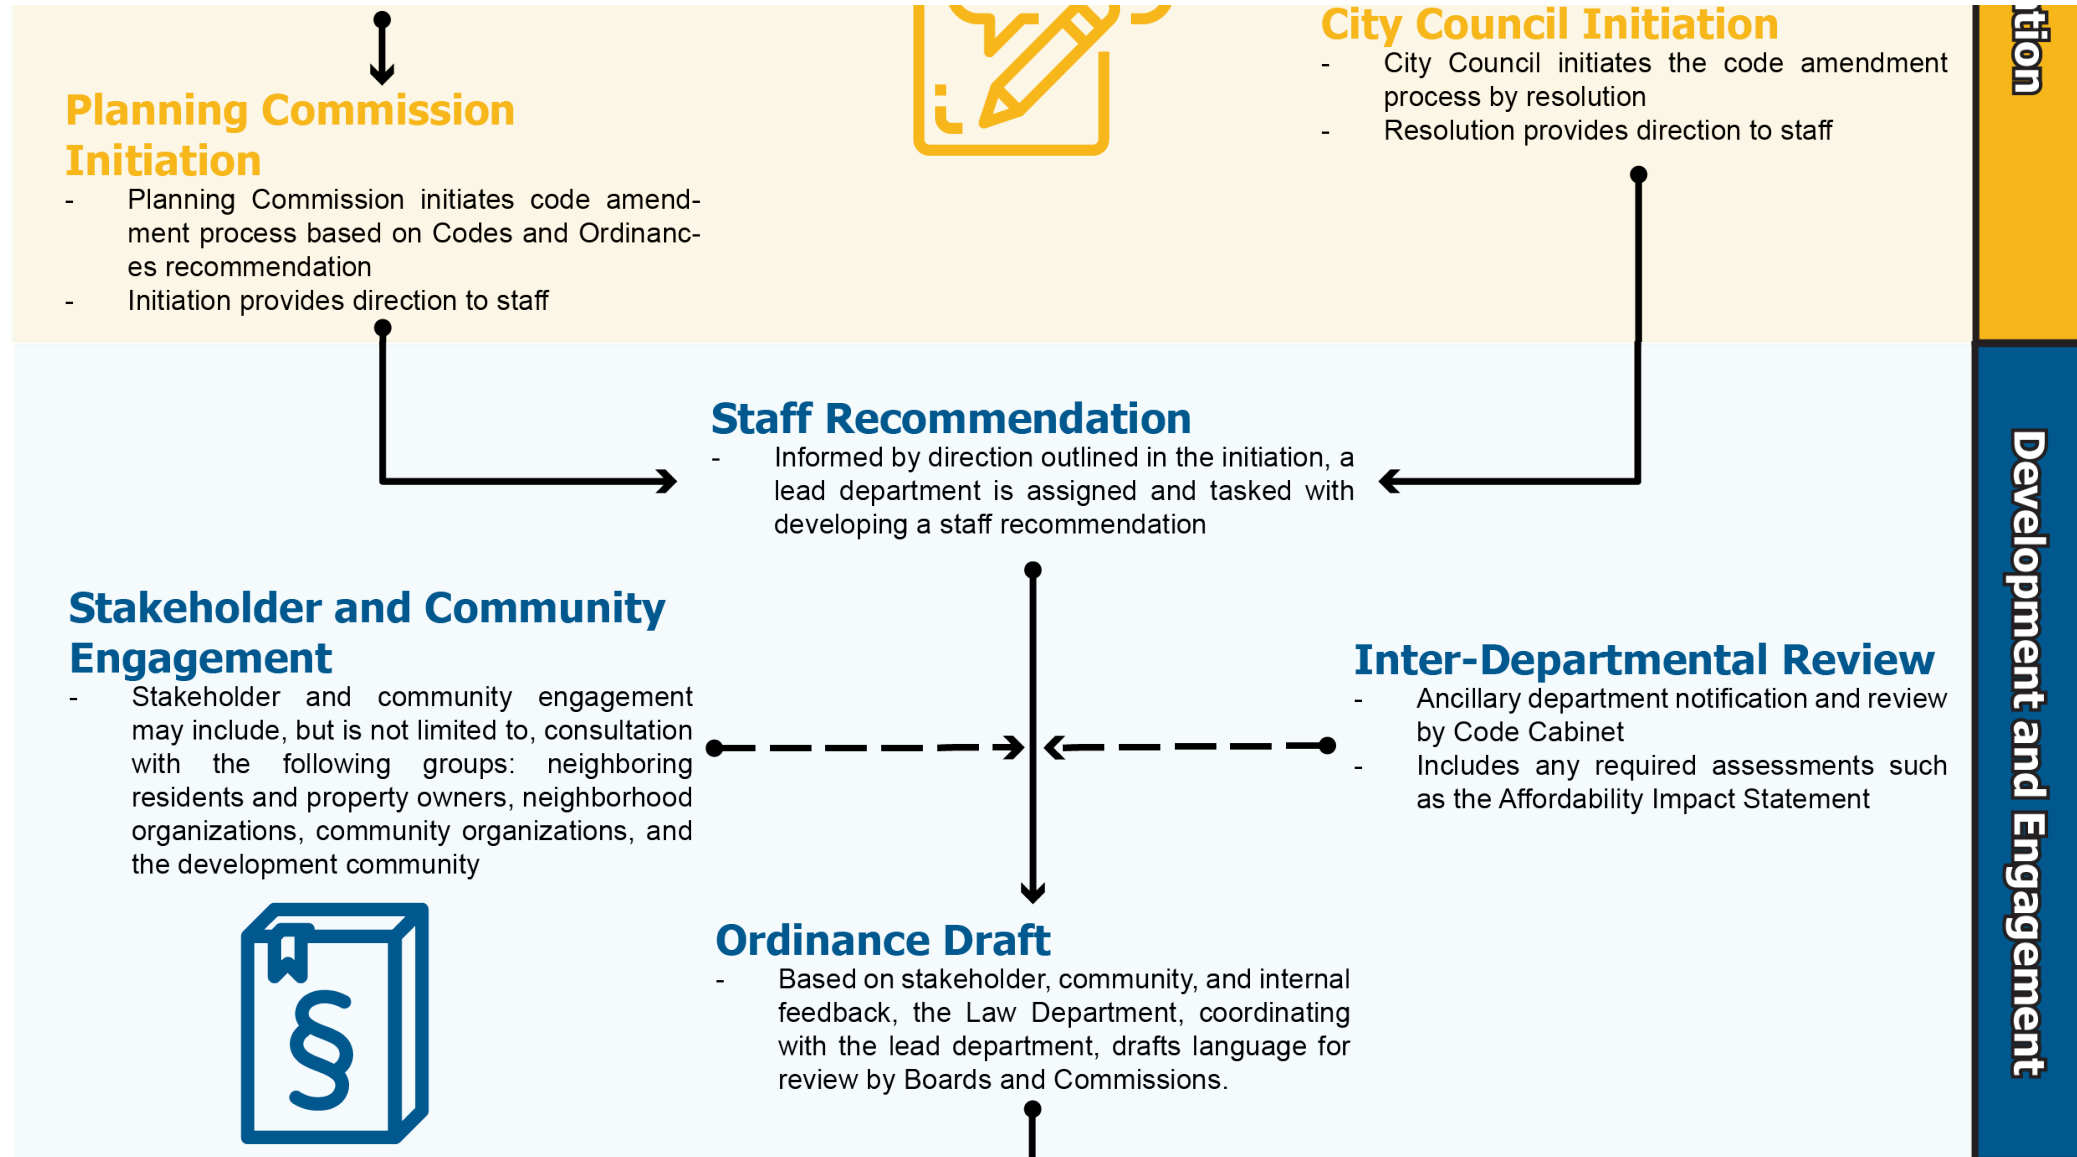 City Council Initiation
- City Council initiates the code amendment
process by resolution
- Resolution provides direction to staff
Planning Commission
Initiation
- Planning Commission initiates code amend-
ment process based on Codes and Ordinanc-
es recommendation
- Initiation provides direction to staff
Staff Recommendation
- Informed by direction outlined in the initiation, a
lead department is assigned and tasked with
developing a staff recommendation
Stakeholder and Community
Engagement
- Stakeholder and community engagement
may include, but is not limited to, consultation
with the following groups: neighboring
residents and property owners, neighborhood
organizations, community organizations, and
the development community
Inter-Departmental Review
- Ancillary department notification and review
by Code Cabinet
- Includes any required assessments such
as the Affordability Impact Statement
Ordinance Draft
- Based on stakeholder, community, and internal
feedback, the Law Department, coordinating
with the lead department, drafts language for
review by Boards and Commissions.
§
Development and Engagement